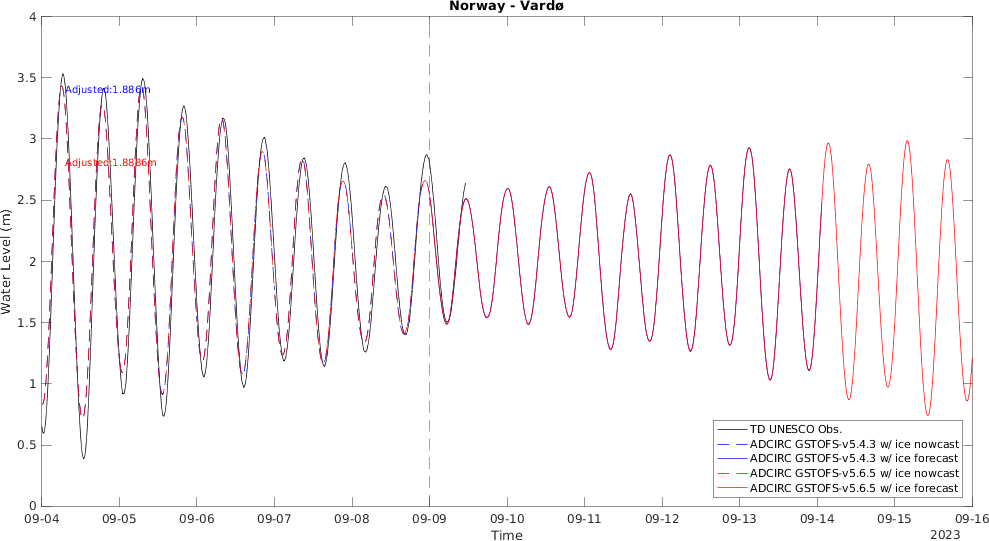 Norway - Vardø
4
3.5
3
2.5
2
1.5
1
0.5
0
Water Level (m)
Adjusted:1.886m
Adjusted:1.8886m
TD UNESCO Obs.
ADCIRC GSTOFS-v5.4.3 w/ ice nowcast
ADCIRC GSTOFS-v5.4.3 w/ ice forecast
ADCIRC GSTOFS-v5.6.5 w/ ice nowcast
ADCIRC GSTOFS-v5.6.5 w/ ice forecast
09-04 09-05 09-06 09-07 09-08 09-09 09-10 09-11 09-12 09-13 09-14 09-15 09-16
Time
2023